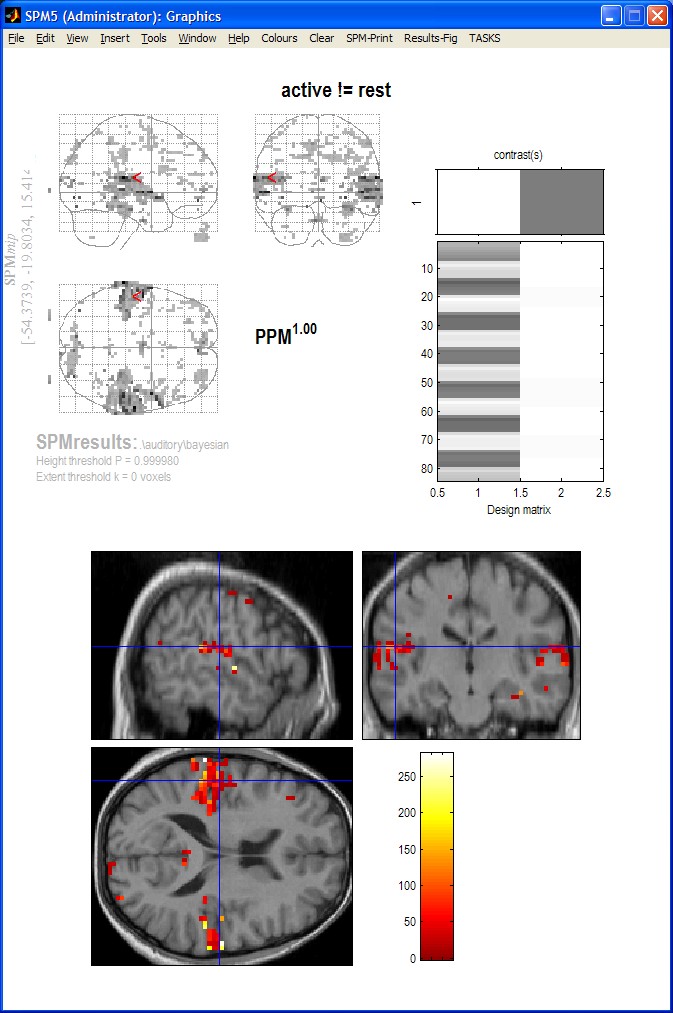 SPM5 (Administrator): Graphics
File Edit View Insert Tools Window Help Colours Clear SPM-Print Results-Fig TASKS
active != rest
SPMmip
[-54.3739, -19.8034, 15.414
contrast(s)
1
PPM1.00
10
20
30
40
50
60
70
80
0.5 1 1.5 2 2.5
Design matrix
SPMresults: .\auditory\bayesian
Height threshold P = 0.999980
Extent threshold k = 0 voxels
250
200
150
100
50
0